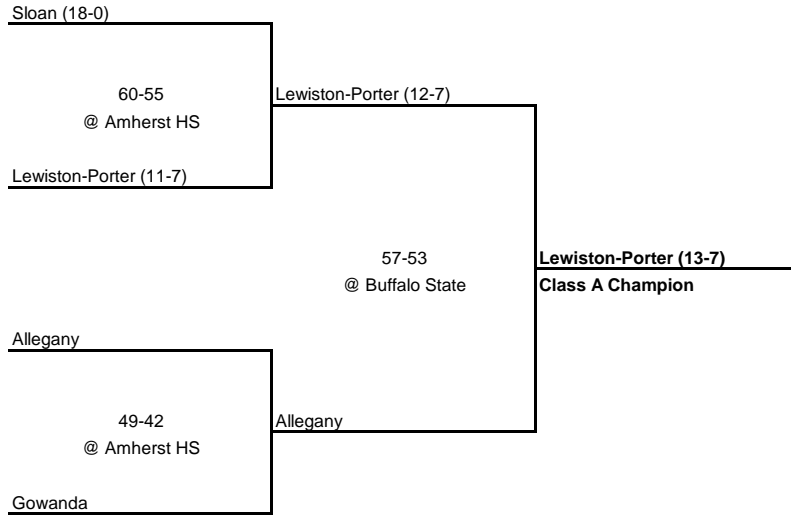 Sloan (18-0)
60-55
@ Amherst HS
Lewiston-Porter (12-7)
Lewiston-Porter (11-7)
57-53
@ Buffalo State
Lewiston-Porter (13-7)
Class A Champion
Allegany
49-42
@ Amherst HS
Allegany
Gowanda